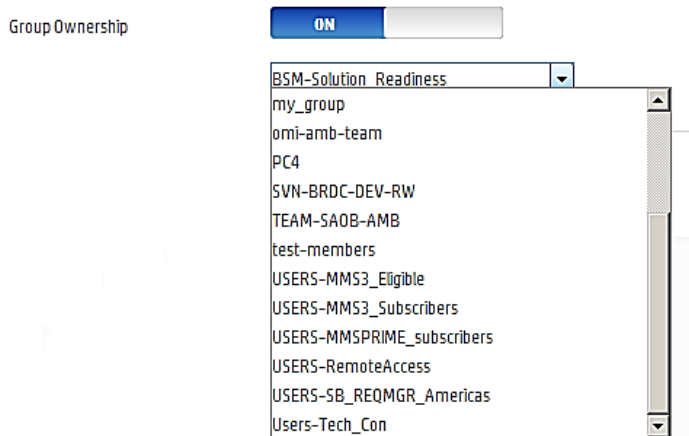 Group Ownership
ON
BSM-Solution_Readiness
my_group
omi-amb-team
PC4
SVN-BRDC-DEV-RW
TEAM-SAOB-AMB
test-members
USERS-MMS3_Eligible
USERS-MMS3_Subscribers
USERS-MMSPRIME_subscribers
USERS-RemoteAccess
USERS-SB_REQMGR_Americas
Users-Tech_Con